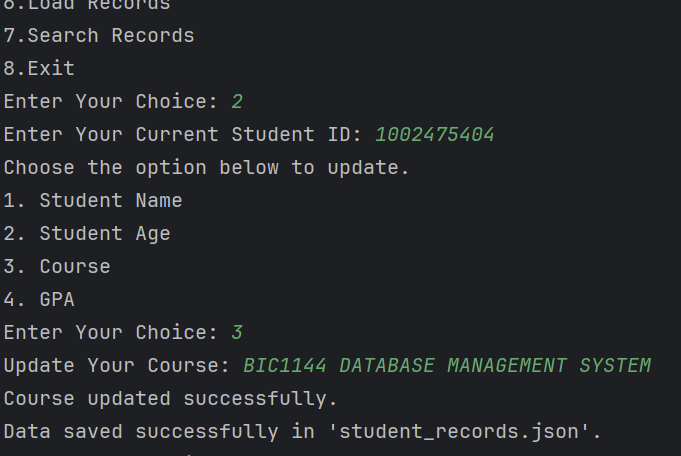 6.Load Records
7.Search Records
8.Exit
Enter Your Choice: 2
Enter Your Current Student ID: 1002475404
Choose the option below to update.
1. Student Name
2. Student Age
3. Course
4. GPA
Enter Your Choice: 3
Update Your Course: BIC1144 DATABASE MANAGEMENT SYSTEM
Course updated successfully.
Data saved successfully in 'student_records.json'.